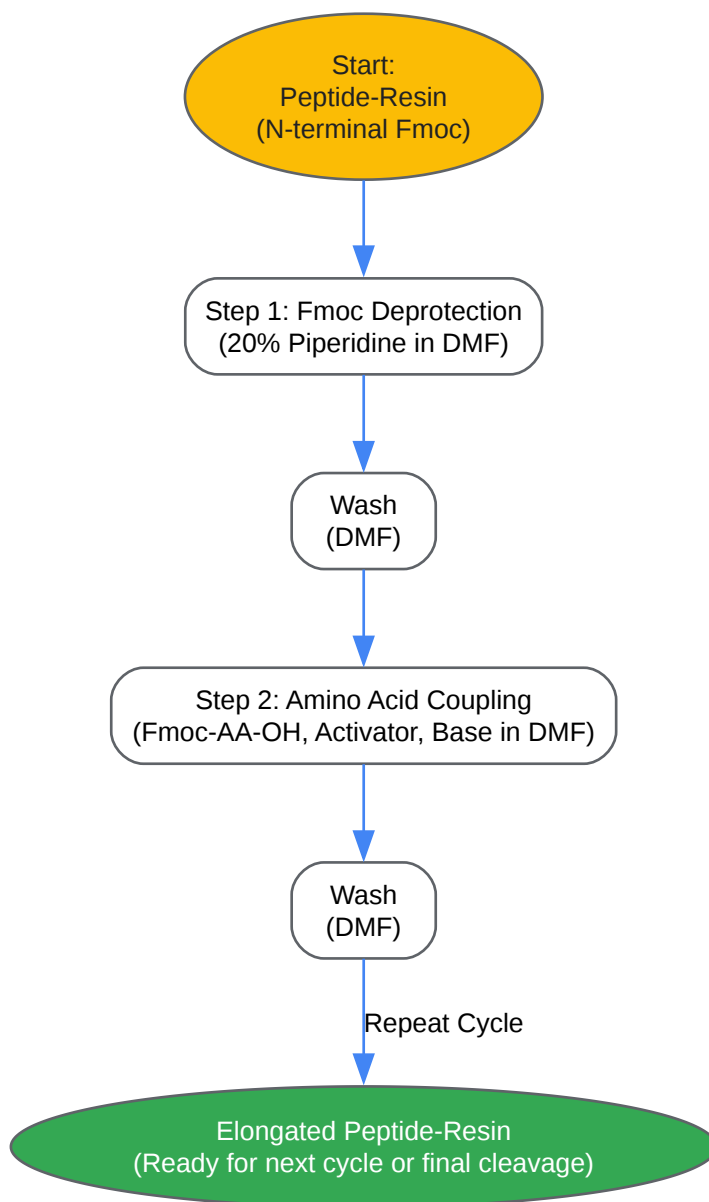 Start:
Peptide-Resin
(N-terminal Fmoc)
Step 1: Fmoc Deprotection
(20% Piperidine in DMF)
Wash
(DMF)
Step 2: Amino Acid Coupling
(Fmoc-AA-OH, Activator, Base in DMF)
Wash
(DMF)
Repeat Cycle
Elongated Peptide-Resin
(Ready for next cycle or final cleavage)